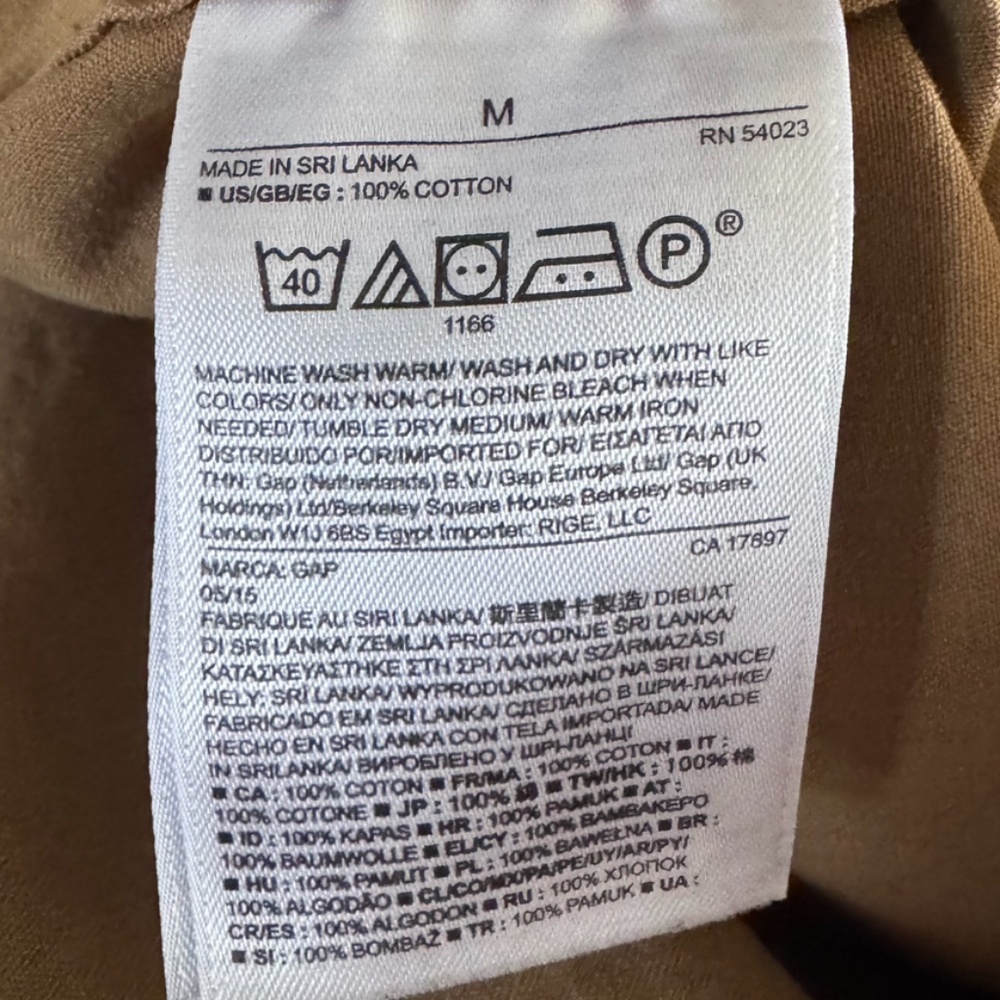 M
RN 54023
MADE IN SRI LANKA
■ US/GB/EG : 100% COTTON
40
P®
1166
MACHINE WASH WARM/ WASH AND DRY WITH LIKE
COLORS/ ONLY NON-CHLORINE BLEACH WHEN
NEEDED/ TUMBLE DRY MEDIUM/ WARM IRON
DISTRIBUIDO POR/IMPORTED FOR/ ΕΙΣΑΓΕΤΑΙ ΑΠΟ
ΤΗΝ: Gap (Netherlands) B.V./ Gap Europe Ltd/ Gap (UK
Holdings) Ltd/Berkeley Square House Berkeley Square,
London W1J 6BS Egypt Importer: RIGE, LLC
CA 17897
MARCA: GAP
05/15
FABRIQUE AU SIRI LANKA/ 斯里蘭卡製造/ DIBUAT
DI SRI LANKA/ ZEMLJA PROIZVODNJE ŠRI LANKA/
ΚΑΤΑΣΚΕΥΑΣΤΗΚΕ ΣΤΗ ΣΡΙ ΛΑΝΚΑ/ SZÁRMAZÁSI
HELY: SRÍ LANKA/ WYPRODUKOWANO NA SRI LANCE/
FABRICADO EM SRI LANKA/ СДЕЛАНО В ШРИ-ЛАНКЕ/
HECHO EN SRI LANKA CON TELA IMPORTADA/ MADE
IN SRILANKA/ ВИРОБЛЕНО У ШРІ-ЛАНЦІ
■ CA : 100% COTON ■ FR/MA : 100% COTON ■ IT :
100% COTONE ■ JP : 100% 綿 ■ TW/HK : 100% 棉
■ ID : 100% KAPAS ■ HR : 100% PAMUK ■ AT :
100% BAUMWOLLE ■ EL/CY : 100% ΒΑΜΒΑΚΕΡΟ
■ HU : 100% PAMUT ■ PL : 100% BAWEŁNA ■ BR :
100% ALGODÃO ■ CL/CO/MX/PA/PE/UY/AR/PY/
CR/ES : 100% ALGODON ■ RU : 100% ХЛОПОК
■ SI : 100% BOMBAŽ ■ TR : 100% PAMUK ■ UA :